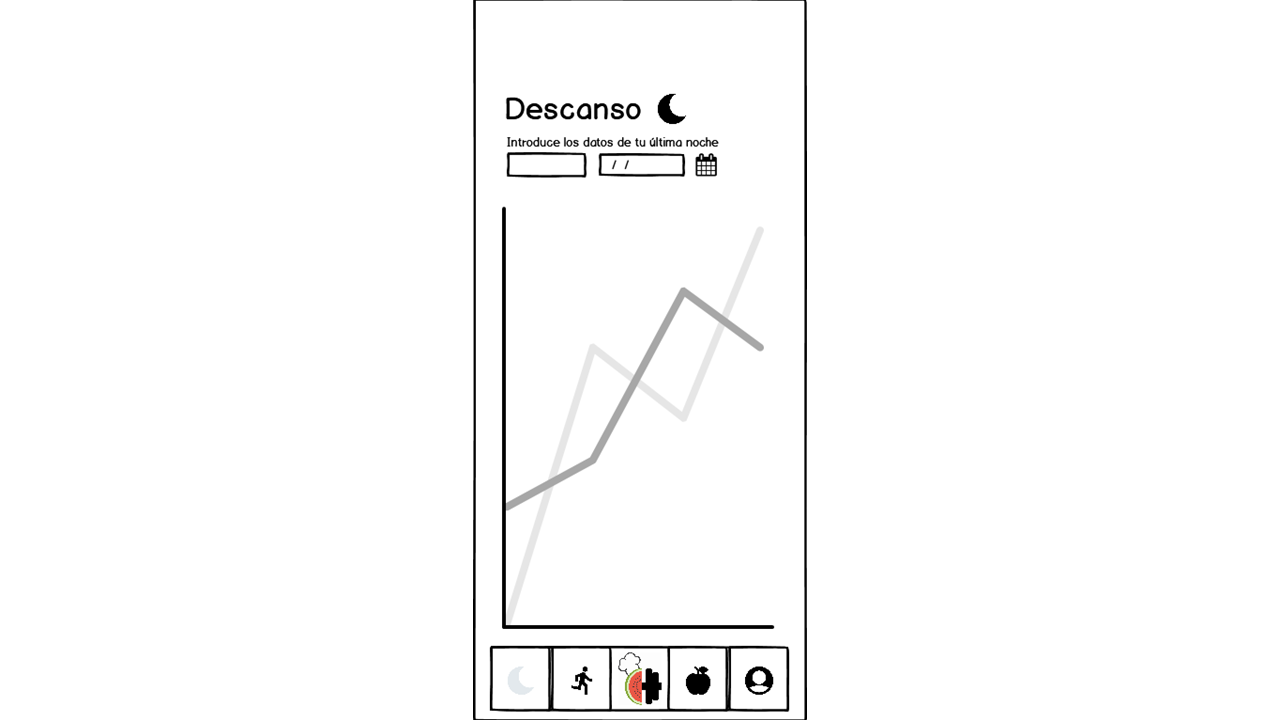 Descanso
Introduce los datos de tu última noche
/ /